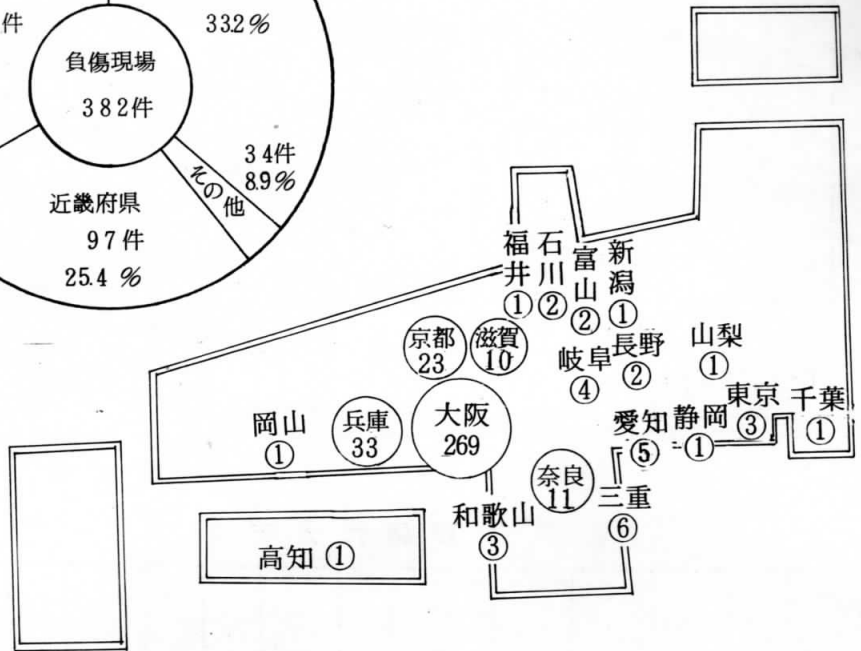 件
33.2%
負傷現場
382件
34件
8.9%
その他
近畿府県
97件
25.4 %
福井
①
石川
②
富山
②
新潟
①
京都
23
滋賀
10
岐阜
④
長野
②
山梨
①
岡山
①
兵庫
33
大阪
269
愛知
⑤
静岡
①
東京
③
千葉
①
奈良
11
三重
⑥
和歌山
③
高知 ①